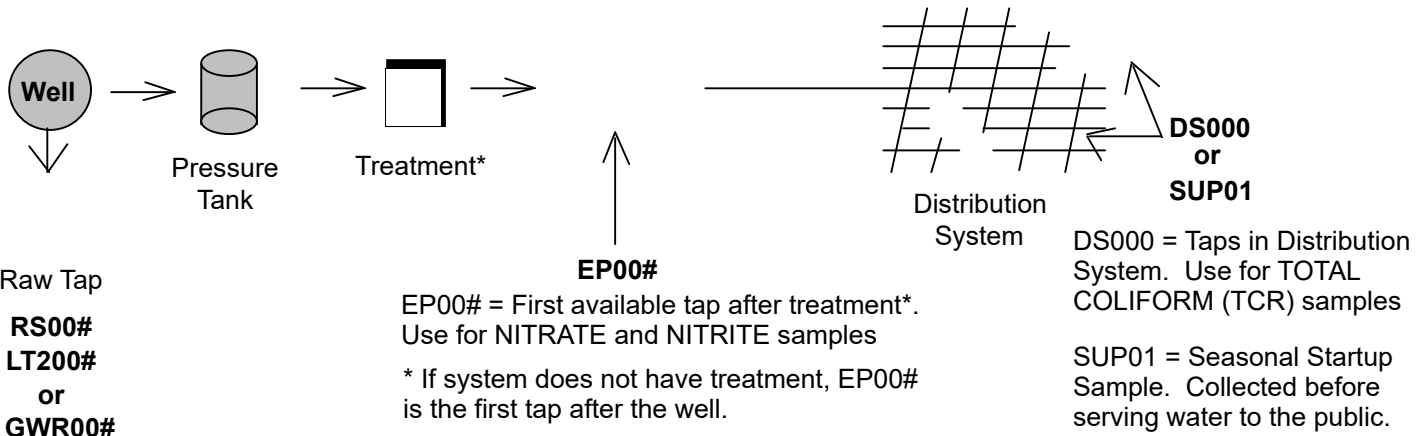 Well
Pressure
Tank
Treatment*
Distribution
System
DS000
or
SUP01
Raw Tap
RS00#
LT200#
or
GWR00#
EP00#
EP00# = First available tap after treatment*.
Use for NITRATE and NITRITE samples
* If system does not have treatment, EP00#
is the first tap after the well.
DS000 = Taps in Distribution
System. Use for TOTAL
COLIFORM (TCR) samples
SUP01 = Seasonal Startup
Sample. Collected before
serving water to the public.